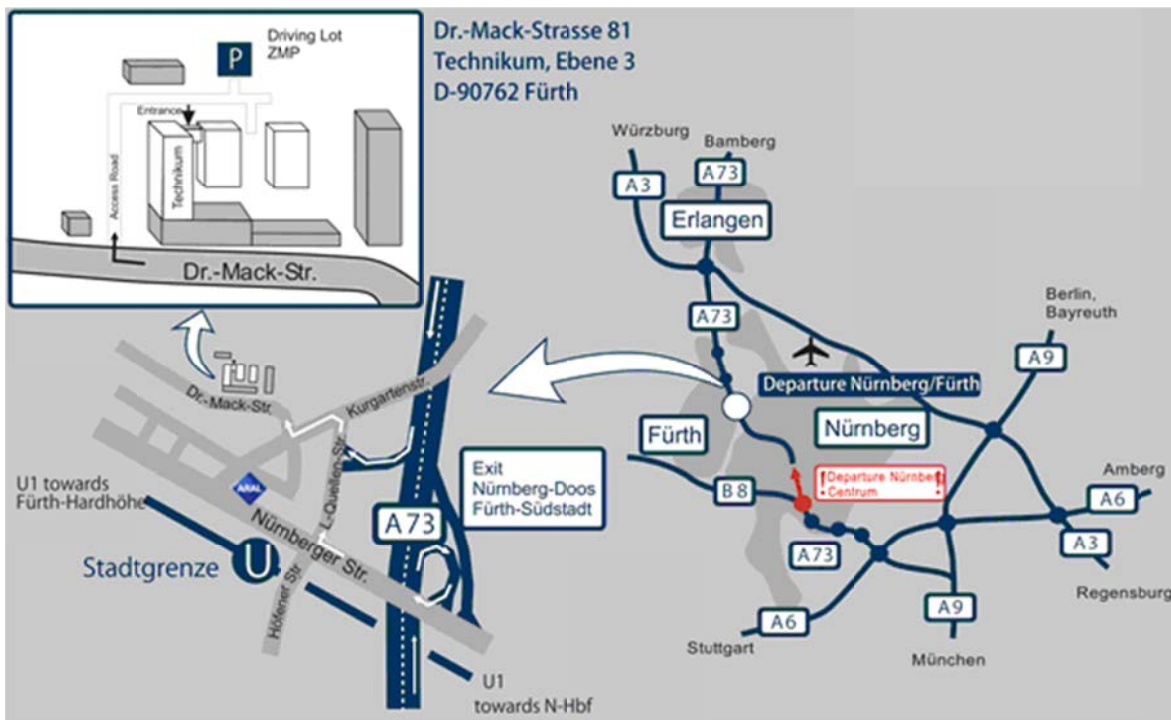 Driving Lot
ZMP
P
Entrance
Access Road
Technikum
Dr.-Mack-Str.
Dr.-Mack-Strasse 81
Technikum, Ebene 3
D-90762 Fürth
Dr.-Mack-Str.
Kurgartenstr.
L-Quellen-Str.
ARAL
U1 towards
Fürth-Hardhöhe
Nürnberger Str.
Stadtgrenze
U
Höfener Str
A73
Exit
Nürnberg-Doos
Fürth-Südstadt
U1
towards N-Hbf
Würzburg
Bamberg
A3
A73
Erlangen
A73
Berlin,
Bayreuth
A9
Departure Nürnberg/Fürth
Fürth
Nürnberg
B8
!Departure Nürnberg !
Centrum
Amberg
A6
A73
A3
Regensburg
A6
A9
Stuttgart
München